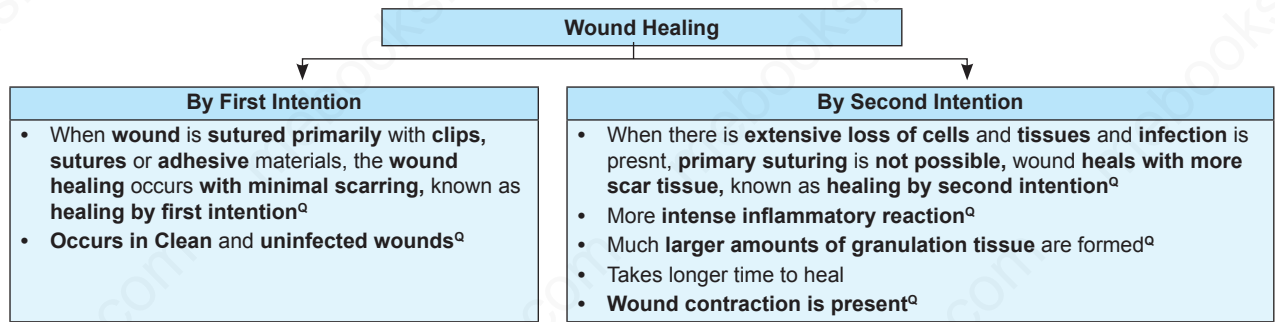 Wound Healing
By First Intention
• When wound is sutured primarily with clips,
sutures or adhesive materials, the wound
healing occurs with minimal scarring, known as
healing by first intentionQ
• Occurs in Clean and uninfected woundsQ
By Second Intention
• When there is extensive loss of cells and tissues and infection is
presnt, primary suturing is not possible, wound heals with more
scar tissue, known as healing by second intentionQ
• More intense inflammatory reactionQ
• Much larger amounts of granulation tissue are formedQ
• Takes longer time to heal
• Wound contraction is presentQ